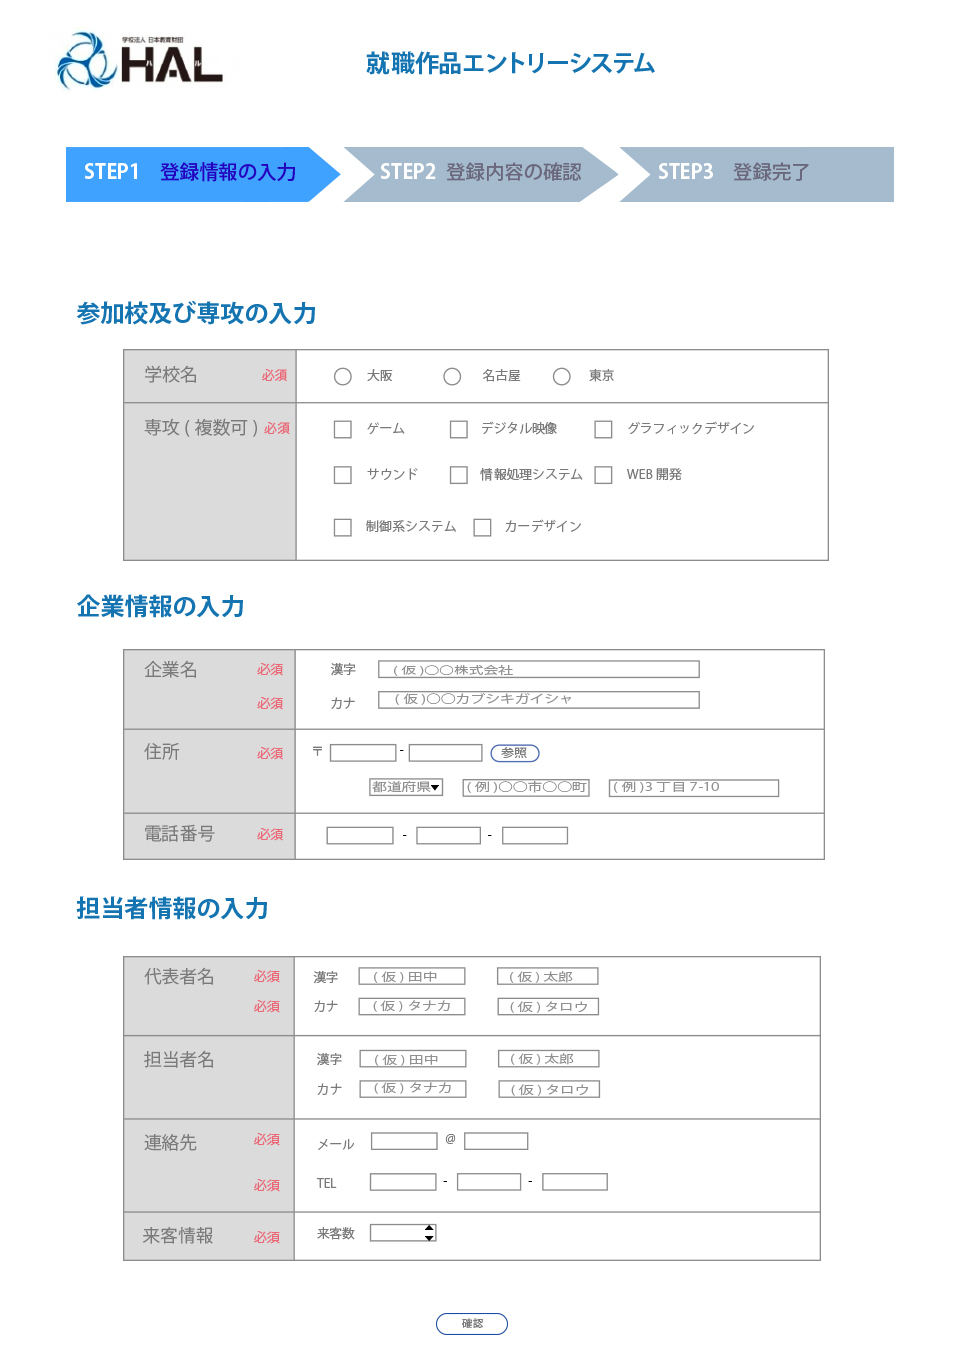 学校法人 日本教育財団
HAL
ハ ル
就職作品エントリーシステム
STEP1 登録情報の入力 STEP2 登録内容の確認 STEP3 登録完了
参加校及び専攻の入力
学校名 必須 大阪 名古屋 東京
専攻 ( 複数可 ) 必須 ゲーム デジタル映像 グラフィックデザイン
サウンド 情報処理システム WEB 開発
制御系システム カーデザイン
企業情報の入力
企業名 必須 漢字 ( 仮 )〇〇株式会社
必須 カナ ( 仮 )〇〇カブシキガイシャ
住所 必須 〒 - 参照
都道府県▼ ( 例 )〇〇市〇〇町 ( 例 )3 丁目 7-10
電話番号 必須 - -
担当者情報の入力
代表者名 必須 漢字 ( 仮 ) 田中 ( 仮 ) 太郎
必須 カナ ( 仮 ) タナカ ( 仮 ) タロウ
担当者名 漢字 ( 仮 ) 田中 ( 仮 ) 太郎
カナ ( 仮 ) タナカ ( 仮 ) タロウ
連絡先 必須 メール @
必須 TEL - -
来客情報 必須 来客数
確認